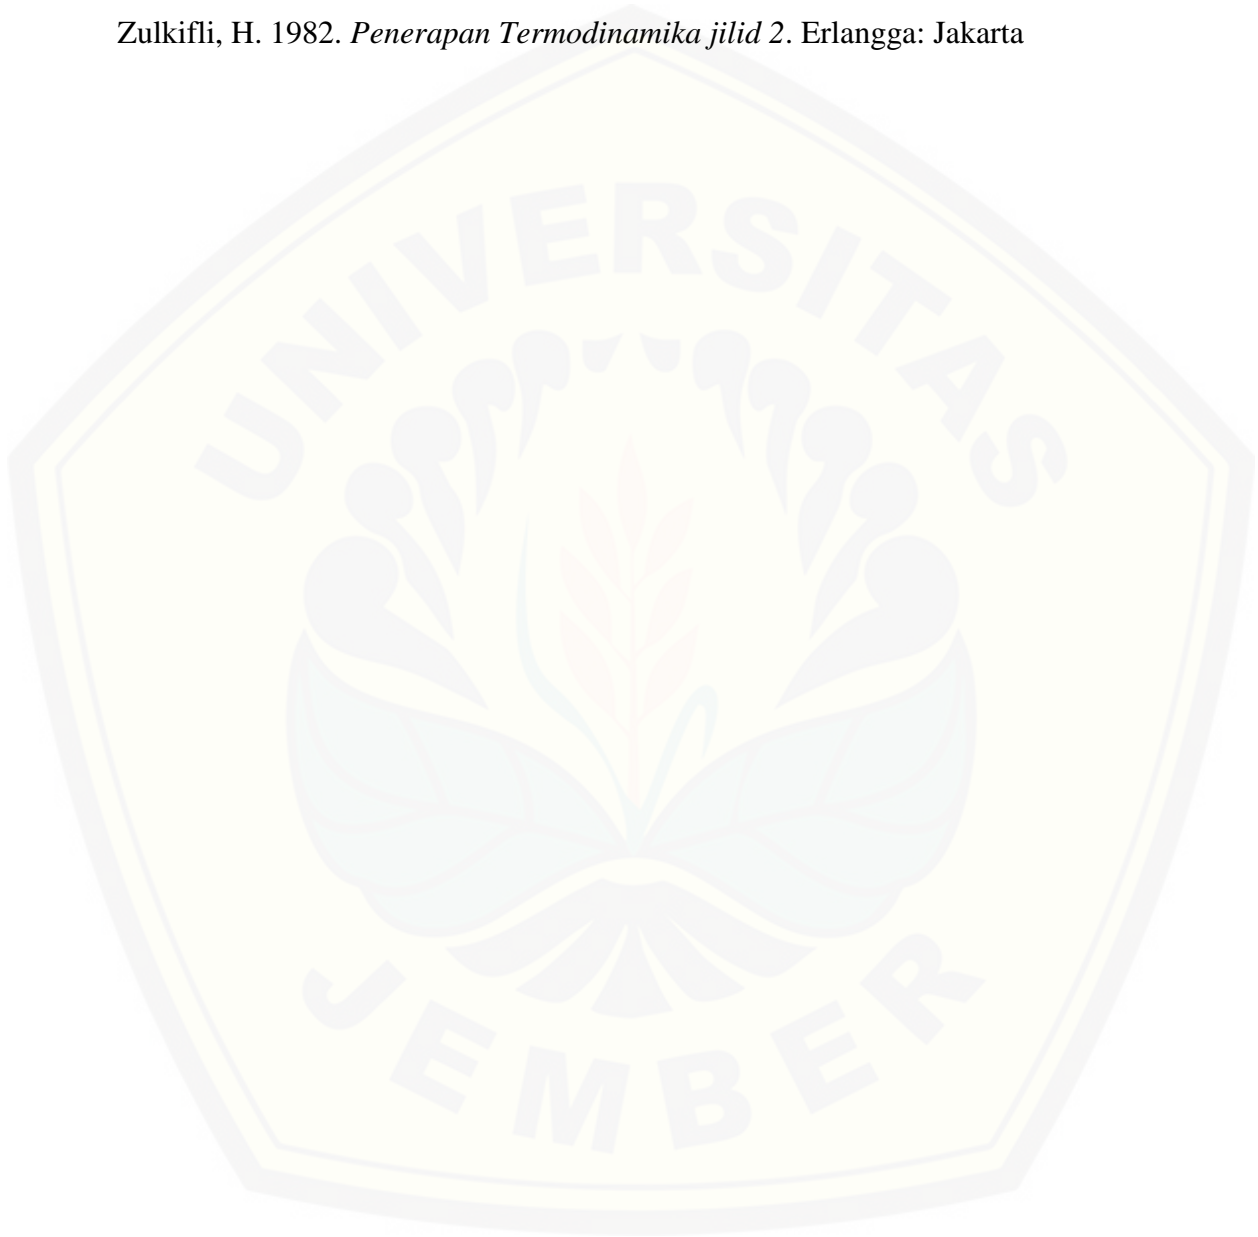 Zulkifli, H. 1982. Penerapan Termodinamika jilid 2. Erlangga: Jakarta
UNIVERSITAS
JEMBER